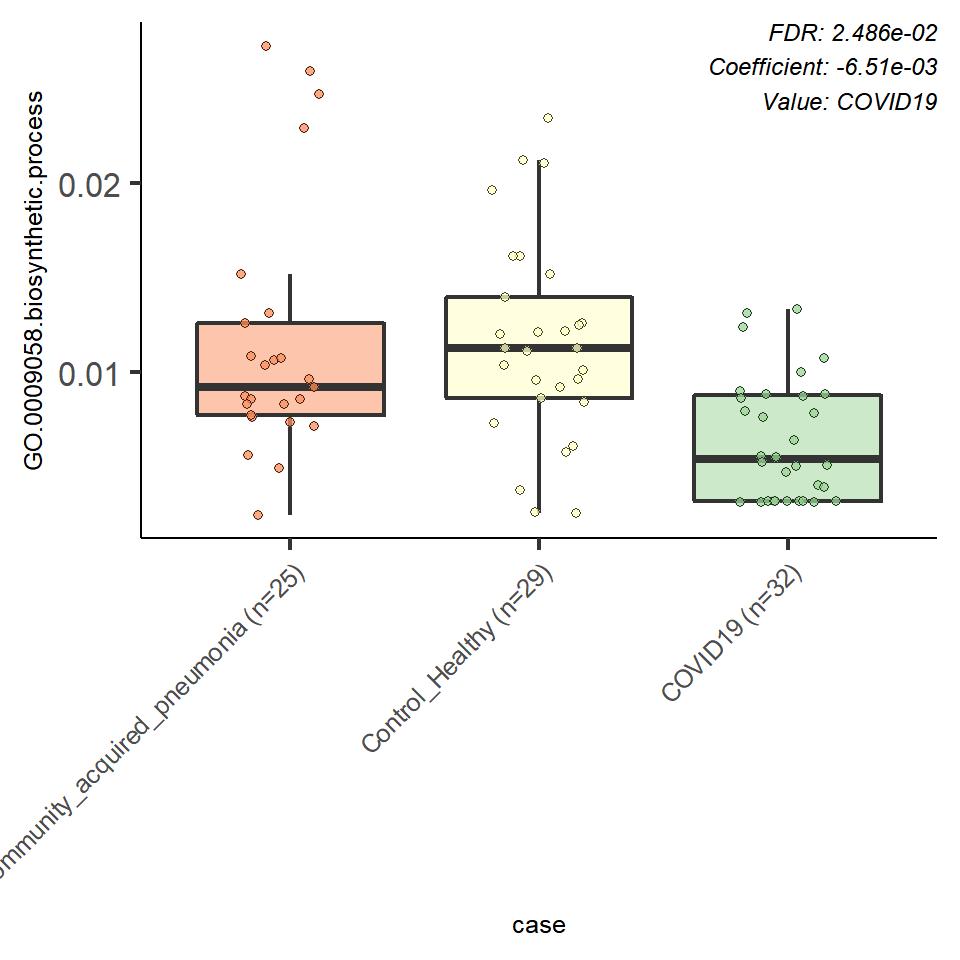 FDR: 2.486e-02
Coefficient: -6.51e-03
Value: COVID19
GO.0009058.biosynthetic.process
0.02
0.01
ommunity_acquired_pneumonia (n=25)
Control_Healthy (n=29)
COVID19 (n=32)
case